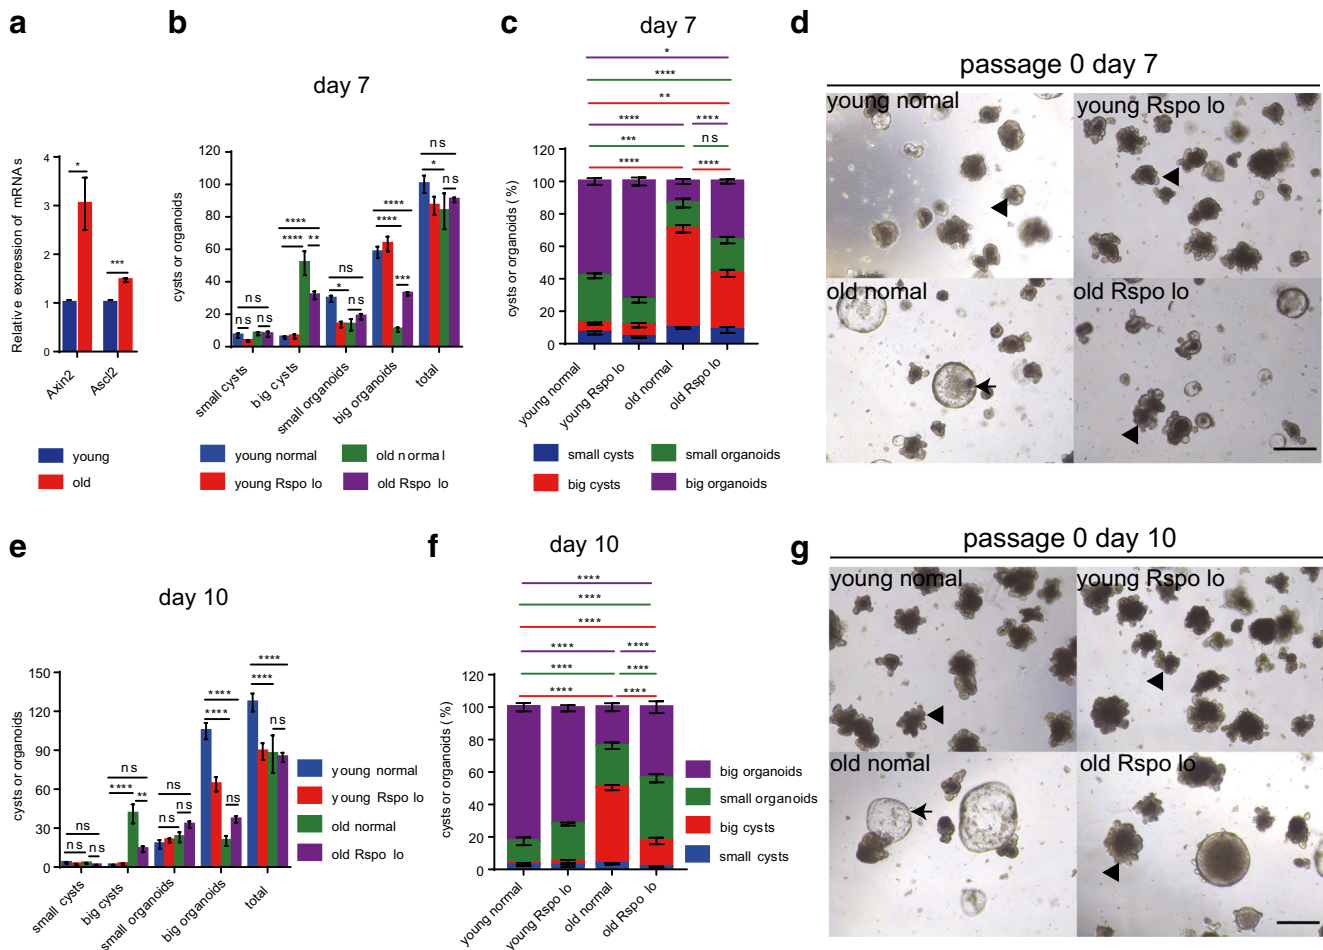 a
Relative expression of mRNAs
4
3
2
1
0
*
***
Axin2
Ascl2
young
old
b
day 7
cysts or organoids
120
100
80
60
40
20
0
ns
ns ns
****
**** **
ns
*
ns
****
****
***
ns
*
ns
small cysts
big cysts
small organoids
big organoids
total
young normal
young Rspo lo
old normal
old Rspo lo
c
day 7
*
****
**
**** ****
*** ns
**** ****
cysts or organoids (%)
120
100
80
60
40
20
0
young normal
young Rspo lo
old normal
old Rspo lo
small cysts
big cysts
small organoids
big organoids
d
passage 0 day 7
young nomal
young Rspo lo
old nomal
old Rspo lo
e
day 10
cysts or organoids
150
120
90
60
30
0
ns
ns ns
ns
**** **
ns
ns ns
****
****
ns
****
****
ns
small cysts
big cysts
small organoids
big organoids
total
young normal
young Rspo lo
old normal
old Rspo lo
f
day 10
****
****
****
**** ****
**** ****
**** ****
cysts or organoids (%)
120
100
80
60
40
20
0
young normal
young Rspo lo
old normal
old Rspo lo
big organoids
small organoids
big cysts
small cysts
g
passage 0 day 10
young nomal
young Rspo lo
old nomal
old Rspo lo